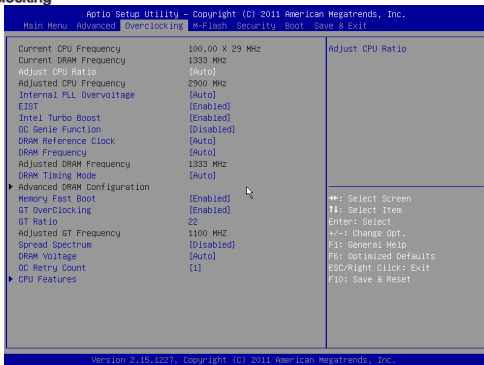 Aptio Setup Utility – Copyright (C) 2011 American Megatrends, Inc.
Main Menu Advanced Overclocking M-Flash Security Boot Save & Exit
Current CPU Frequency 100.00 X 29 MHz
Current DRAM Frequency 1333 MHz
Adjust CPU Ratio [Auto]
Adjusted CPU Frequency 2900 MHz
Internal PLL Overvoltage [Auto]
EIST [Enabled]
Intel Turbo Boost [Enabled]
OC Genie Function [Disabled]
DRAM Reference Clock [Auto]
DRAM Frequency [Auto]
Adjusted DRAM Frequency 1333 MHz
DRAM Timing Mode [Auto]
Advanced DRAM Configuration
Memory Fast Boot [Enabled]
GT OverClocking [Enabled]
GT Ratio 22
Adjusted GT Frequency 1100 MHZ
Spread Spectrum [Disabled]
DRAM Voltage [Auto]
OC Retry Count [1]
CPU Features
Adjust CPU Ratio
→←: Select Screen
↑↓: Select Item
Enter: Select
+/-: Change Opt.
F1: General Help
F6: Optimized Defaults
ESC/Right Click: Exit
F10: Save & Reset
Version 2.15.1227. Copyright (C) 2011 American Megatrends, Inc.